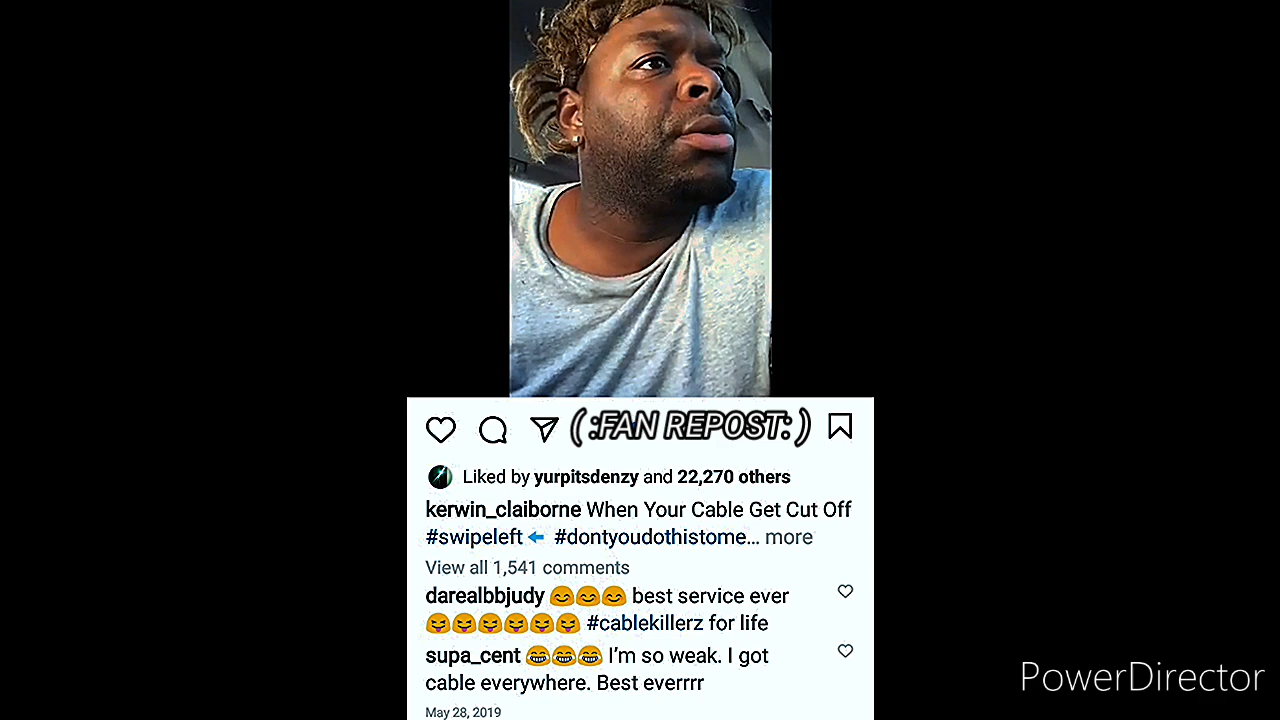 ( :FAN REPOST: )
Liked by yurpitsdenzy and 22,270 others
kerwin_claiborne When Your Cable Get Cut Off
#swipeleft⬅ #dontyoudothistome... more
View all 1,541 comments
darealbbjudy 😊😊😊 best service ever
😝😝😝😝😝😝 #cablekillerz for life
supa_cent 😂😂😂 I'm so weak. I got
cable everywhere. Best everrrr
May 28, 2019
PowerDirector